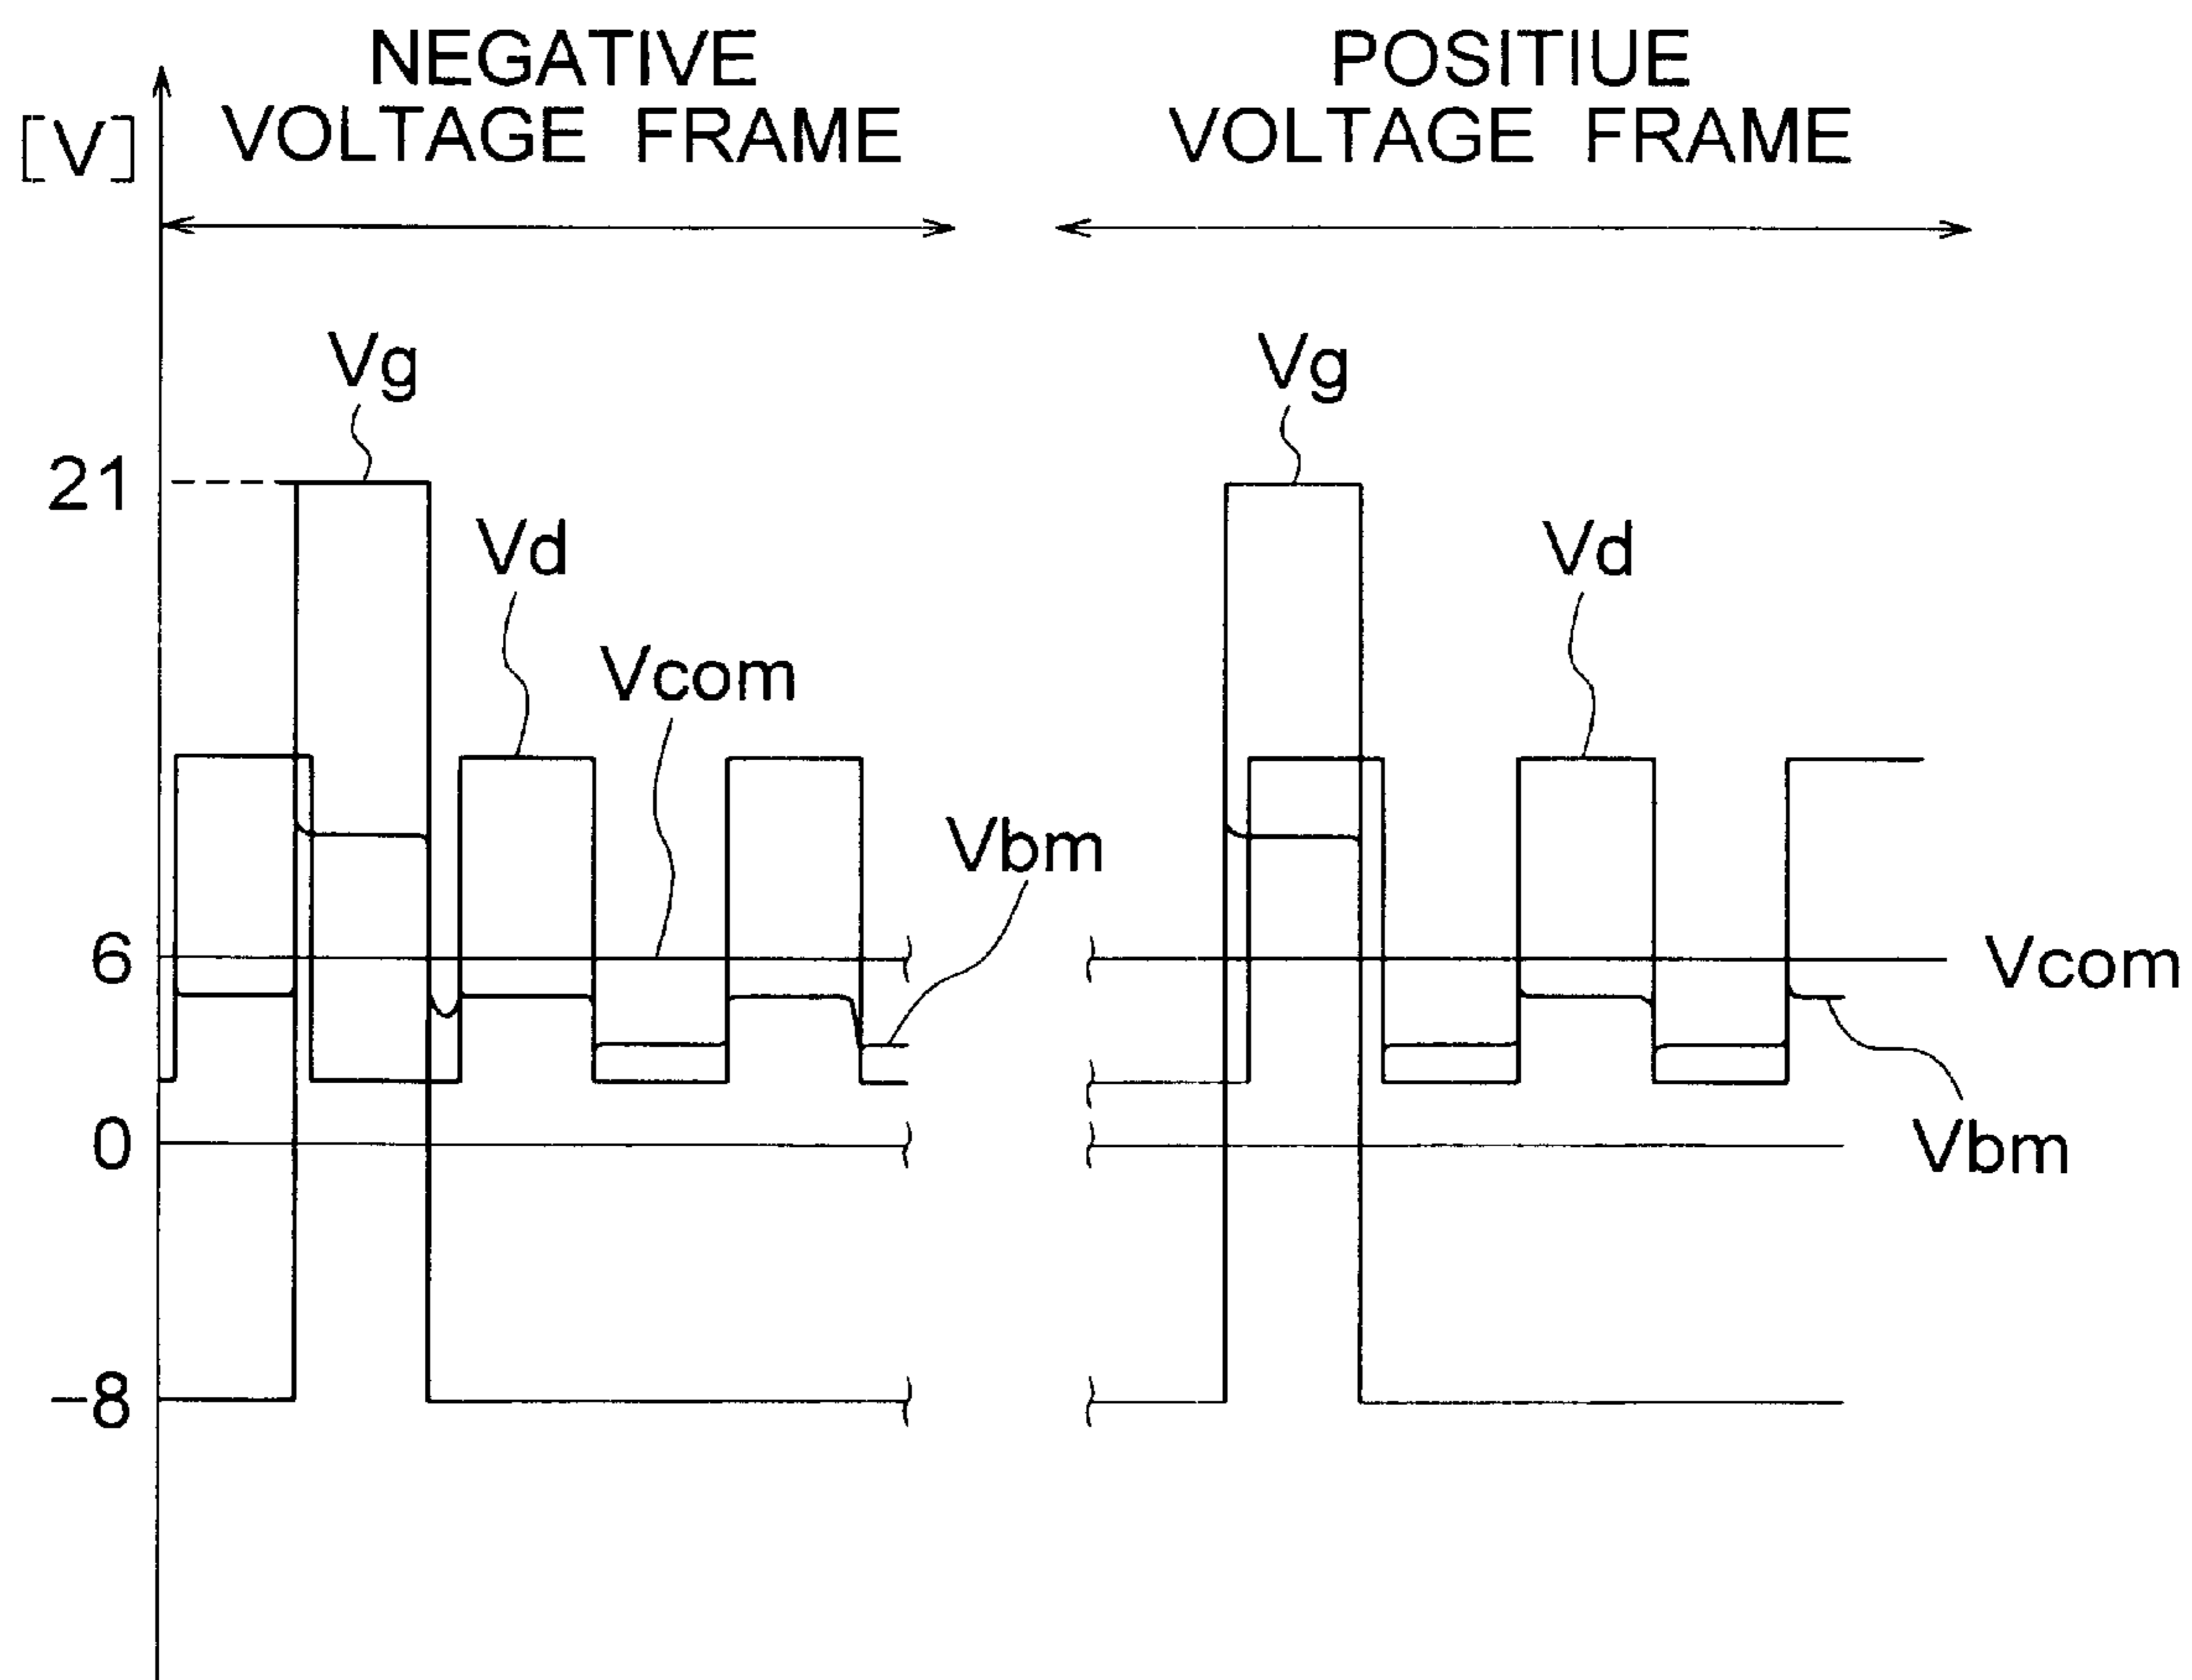 NEGATIVE
VOLTAGE FRAME
POSITIUE
VOLTAGE FRAME
[V]
Vg
Vg
21
Vd
Vd
Vcom
Vbm
6
Vcom
0
Vbm
−8